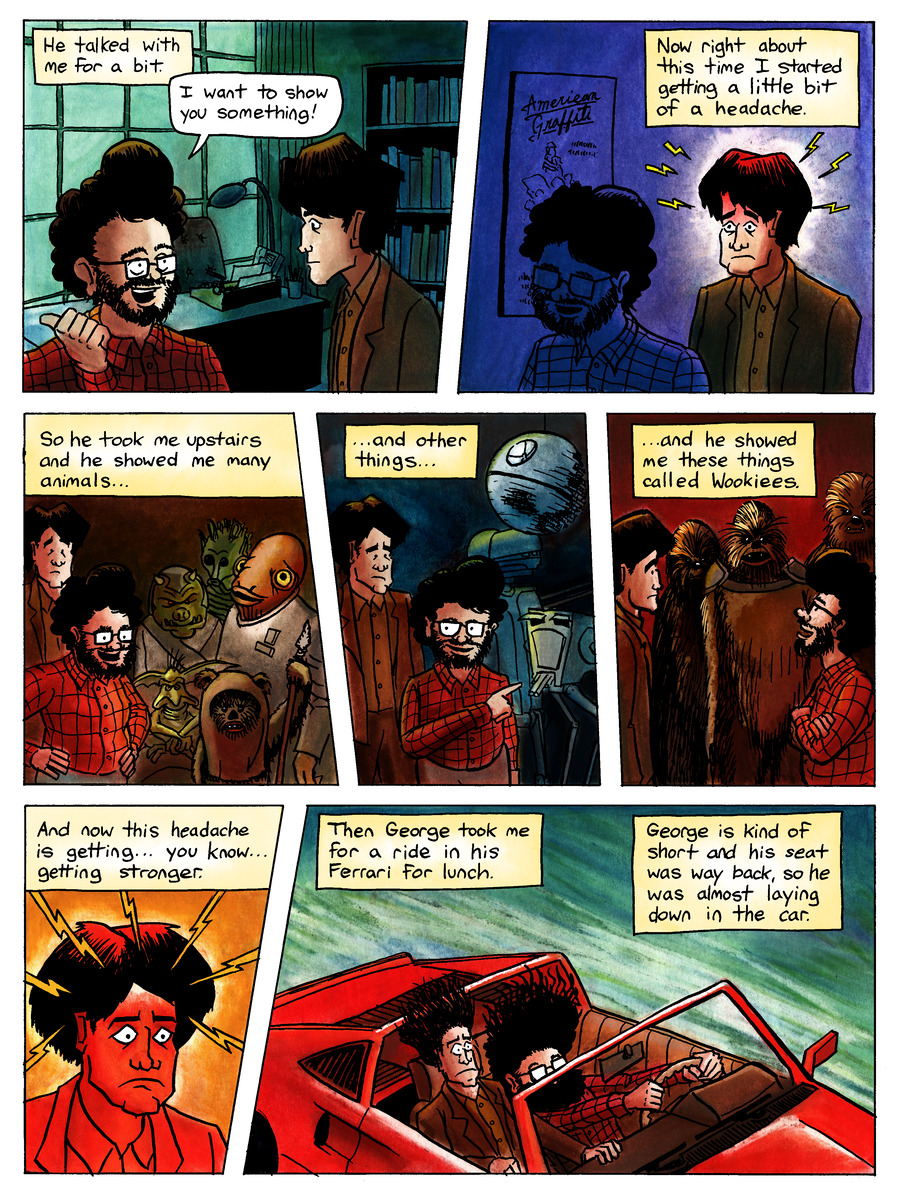 He talked with
me for a bit.
I want to show
you something!
Now right about
this time I started
getting a little bit
of a headache.
American
Graffiti
So he took me upstairs
and he showed me many
animals...
...and other
things...
...and he showed
me these things
called Wookiees.
And now this headache
is getting... you know...
getting stronger.
Then George took me
for a ride in his
Ferrari for lunch.
George is kind of
short and his seat
was way back, so he
was almost laying
down in the car.